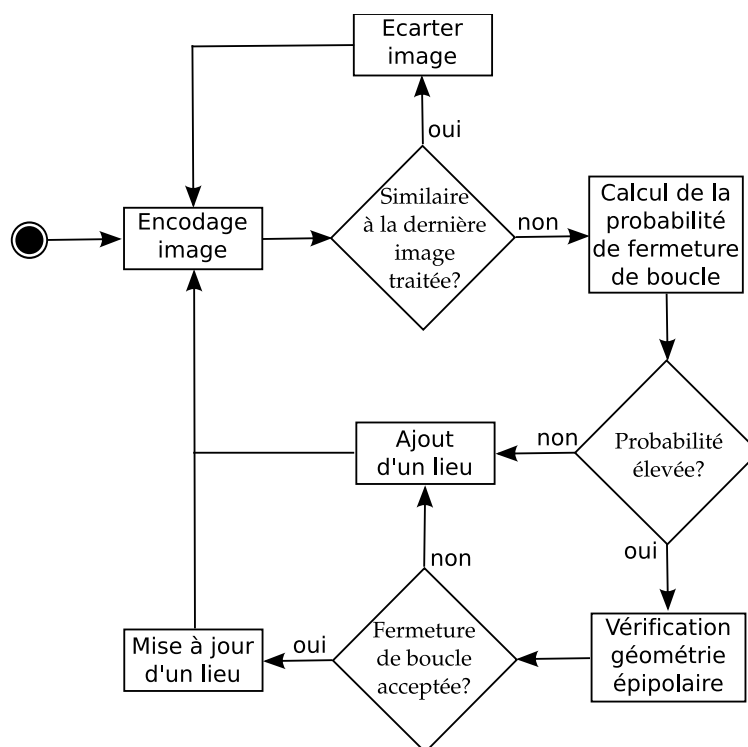 Ecarter
image
oui
Similaire
à la dernière
image
traitée?
non
Calcul de la
probabilité
de fermeture
de boucle
Encodage
image
Ajout
d'un lieu
non
Probabilité
élevée?
oui
non
Mise à jour
d'un lieu
oui
Fermeture
de boucle
acceptée?
Vérification
géométrie
épipolaire